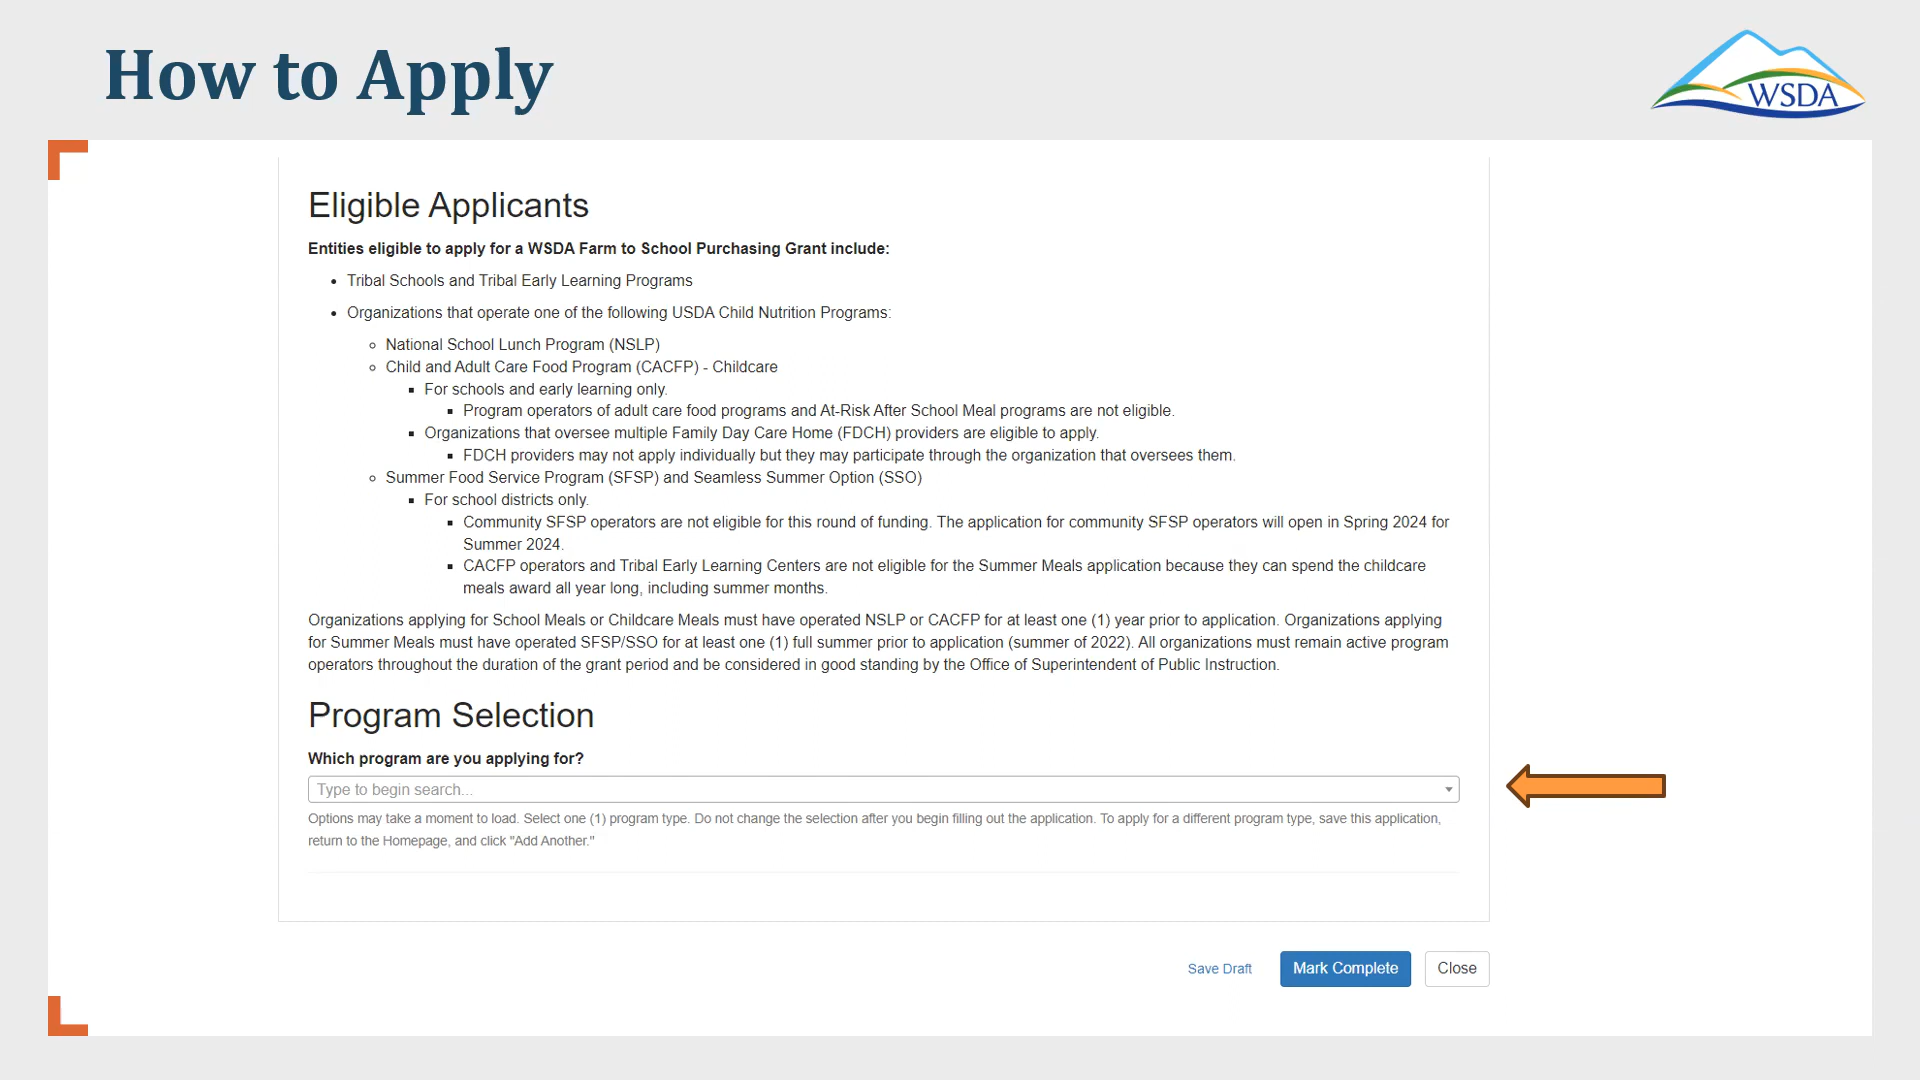 How to Apply
WSDA
Eligible Applicants
Entities eligible to apply for a WSDA Farm to School Purchasing Grant include:
• Tribal Schools and Tribal Early Learning Programs
• Organizations that operate one of the following USDA Child Nutrition Programs:
◦ National School Lunch Program (NSLP)
◦ Child and Adult Care Food Program (CACFP) - Childcare
▪ For schools and early learning only.
▪ Program operators of adult care food programs and At-Risk After School Meal programs are not eligible.
▪ Organizations that oversee multiple Family Day Care Home (FDCH) providers are eligible to apply.
▪ FDCH providers may not apply individually but they may participate through the organization that oversees them.
◦ Summer Food Service Program (SFSP) and Seamless Summer Option (SSO)
▪ For school districts only.
▪ Community SFSP operators are not eligible for this round of funding. The application for community SFSP operators will open in Spring 2024 for
Summer 2024.
▪ CACFP operators and Tribal Early Learning Centers are not eligible for the Summer Meals application because they can spend the childcare
meals award all year long, including summer months.
Organizations applying for School Meals or Childcare Meals must have operated NSLP or CACFP for at least one (1) year prior to application. Organizations applying
for Summer Meals must have operated SFSP/SSO for at least one (1) full summer prior to application (summer of 2022). All organizations must remain active program
operators throughout the duration of the grant period and be considered in good standing by the Office of Superintendent of Public Instruction.
Program Selection
Which program are you applying for?
Type to begin search...
Options may take a moment to load. Select one (1) program type. Do not change the selection after you begin filling out the application. To apply for a different program type, save this application,
return to the Homepage, and click "Add Another."
Save Draft
Mark Complete
Close